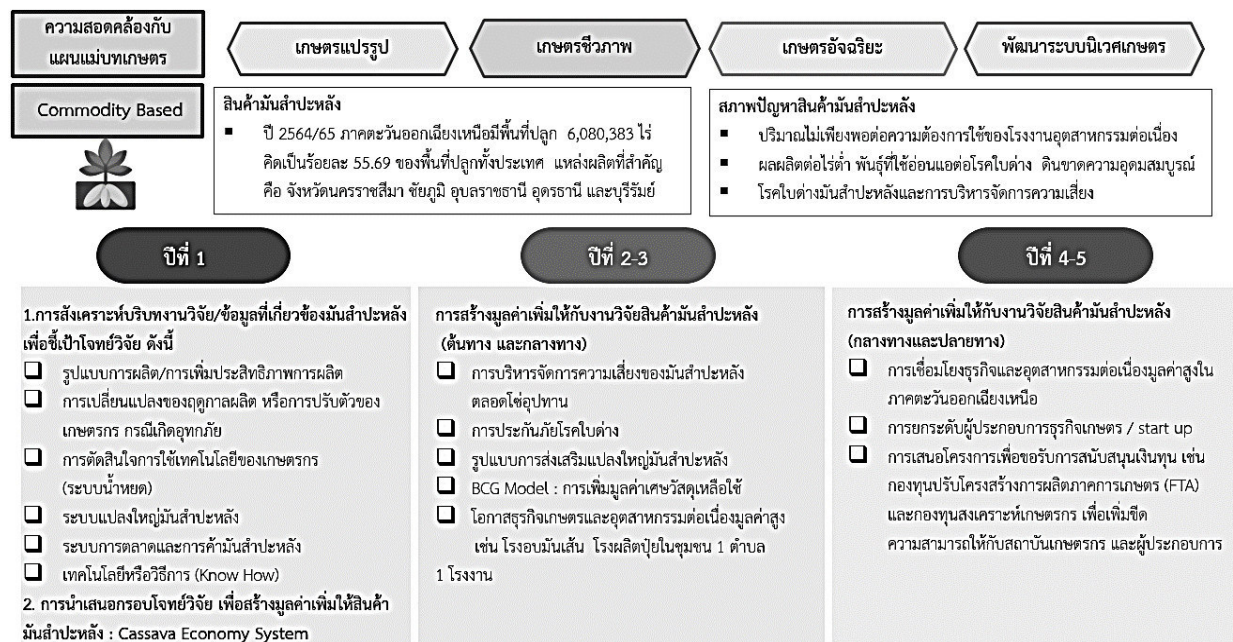 ความสอดคล้องกับ
แผนแม่บทเกษตร
เกษตรแปรรูป
เกษตรชีวภาพ
เกษตรอัจฉริยะ
พัฒนาระบบนิเวศเกษตร
Commodity Based
สินค้ามันสำปะหลัง
▪ ปี 2564/65 ภาคตะวันออกเฉียงเหนือมีพื้นที่ปลูก 6,080,383 ไร่
คิดเป็นร้อยละ 55.69 ของพื้นที่ปลูกทั้งประเทศ แหล่งผลิตที่สำคัญ
คือ จังหวัดนครราชสีมา ชัยภูมิ อุบลราชธานี อุดรธานี และบุรีรัมย์
สภาพปัญหาสินค้ามันสำปะหลัง
▪ ปริมาณไม่เพียงพอต่อความต้องการใช้ของโรงงานอุตสาหกรรมต่อเนื่อง
▪ ผลผลิตต่อไร่ต่ำ พันธุ์ที่ใช้อ่อนแอต่อโรคใบด่าง ดินขาดความอุดมสมบูรณ์
▪ โรคใบด่างมันสำปะหลังและการบริหารจัดการความเสี่ยง
ปีที่ 1
1.การสังเคราะห์บริบทงานวิจัย/ข้อมูลที่เกี่ยวข้องมันสำปะหลัง
เพื่อชี้เป้าโจทย์วิจัย ดังนี้
❑ รูปแบบการผลิต/การเพิ่มประสิทธิภาพการผลิต
❑ การเปลี่ยนแปลงของฤดูกาลผลิต หรือการปรับตัวของ
เกษตรกร กรณีเกิดอุทกภัย
❑ การตัดสินใจการใช้เทคโนโลยีของเกษตรกร
(ระบบน้ำหยด)
❑ ระบบแปลงใหญ่มันสำปะหลัง
❑ ระบบการตลาดและการค้ามันสำปะหลัง
❑ เทคโนโลยีหรือวิธีการ (Know How)
2. การนำเสนอกรอบโจทย์วิจัย เพื่อสร้างมูลค่าเพิ่มให้สินค้า
มันสำปะหลัง : Cassava Economy System
ปีที่ 2-3
การสร้างมูลค่าเพิ่มให้กับงานวิจัยสินค้ามันสำปะหลัง
(ต้นทาง และกลางทาง)
❑ การบริหารจัดการความเสี่ยงของมันสำปะหลัง
ตลอดโซ่อุปทาน
❑ การประกันภัยโรคใบด่าง
❑ รูปแบบการส่งเสริมแปลงใหญ่มันสำปะหลัง
❑ BCG Model : การเพิ่มมูลค่าเศษวัสดุเหลือใช้
❑ โอกาสธุรกิจเกษตรและอุตสาหกรรมต่อเนื่องมูลค่าสูง
เช่น โรงอบมันเส้น โรงผลิตปุ๋ยในชุมชน 1 ตำบล
1 โรงงาน
ปีที่ 4-5
การสร้างมูลค่าเพิ่มให้กับงานวิจัยสินค้ามันสำปะหลัง
(กลางทางและปลายทาง)
❑ การเชื่อมโยงธุรกิจและอุตสาหกรรมต่อเนื่องมูลค่าสูงใน
ภาคตะวันออกเฉียงเหนือ
❑ การยกระดับผู้ประกอบการธุรกิจเกษตร / start up
❑ การเสนอโครงการเพื่อขอรับการสนับสนุนเงินทุน เช่น
กองทุนปรับโครงสร้างการผลิตภาคการเกษตร (FTA)
และกองทุนสงเคราะห์เกษตรกร เพื่อเพิ่มขีด
ความสามารถให้กับสถาบันเกษตรกร และผู้ประกอบการ